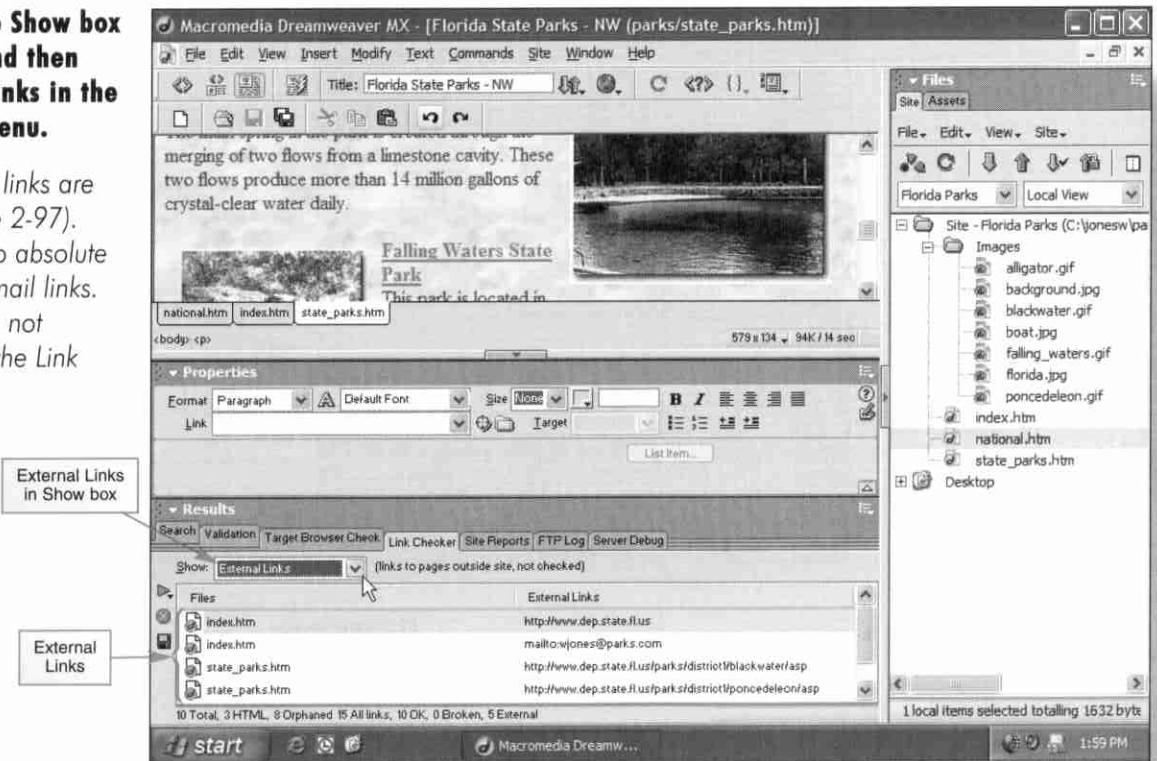 e Show box
nd then
inks in the
enu.
links are
e 2-97).
o absolute
mail links.
not
the Link
External Links
in Show box
External
Links
Macromedia Dreamweaver MX - [Florida State Parks - NW (parks/state_parks.htm)]
File Edit View Insert Modify Text Commands Site Window Help
Title: Florida State Parks - NW
merging of two flows from a limestone cavity. These
two flows produce more than 14 million gallons of
crystal-clear water daily.
Falling Waters State
Park
This park is located in
national.htm index.htm state_parks.htm
<body> <p>
579 x 134 94K / 14 sec
Properties
Format Paragraph Default Font Size None B I
Link Target
List Item...
Results
Search Validation Target Browser Check Link Checker Site Reports FTP Log Server Debug
Show: External Links (links to pages outside site, not checked)
Files External Links
index.htm http://www.dep.state.fl.us
index.htm mailto:wjones@parks.com
state_parks.htm http://www.dep.state.fl.us/parks/district1/blackwater/asp
state_parks.htm http://www.dep.state.fl.us/parks/district1/poncedeleon/asp
10 Total, 3 HTML, 8 Orphaned 15 All links, 10 OK, 0 Broken, 5 External
Files
Site Assets
File Edit View Site
Florida Parks Local View
Site - Florida Parks (C:\jonesw\pa
Images
alligator.gif
background.jpg
blackwater.gif
boat.jpg
falling_waters.gif
florida.jpg
poncedeleon.gif
index.htm
national.htm
state_parks.htm
Desktop
1 local items selected totalling 1632 byte
start
Macromedia Dreamw...
1:59 PM